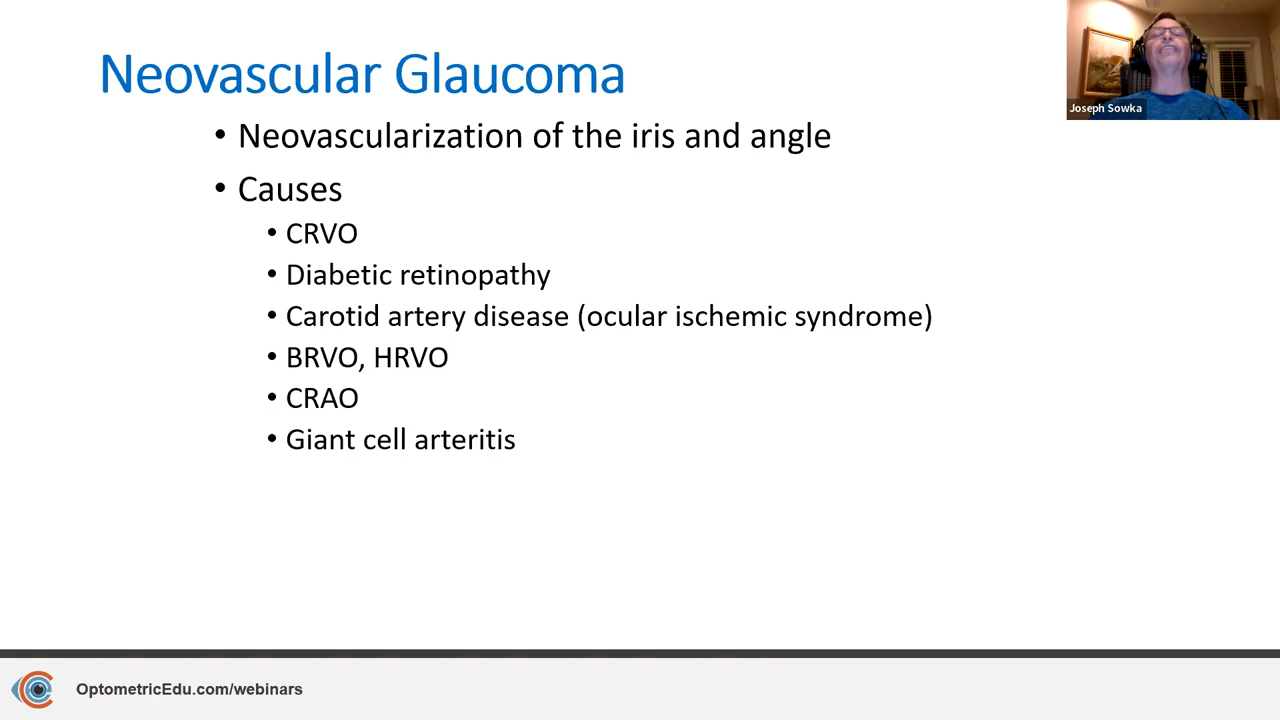 Neovascular Glaucoma
Joseph Sowka
• Neovascularization of the iris and angle
• Causes
• CRVO
• Diabetic retinopathy
• Carotid artery disease (ocular ischemic syndrome)
• BRVO, HRVO
• CRAO
• Giant cell arteritis
OptometricEdu.com/webinars